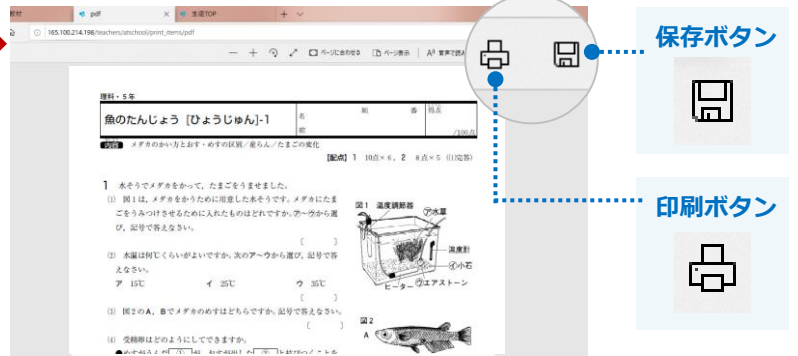 教材
pdf
生徒TOP
165.100.214.198/teachers/atschool/print_items/pdf
ページに合わせる
ページ表示
保存ボタン
印刷ボタン
理科・5年
魚のたんじょう [ひょうじゅん]-1
名
組
番
得点
/100点
内容 メダカのかい方とおす・めすの区別/産らん/たまごの変化
【配点】 1 10点×6, 2 8点×5 ((1)完答)
1 水そうでメダカをかって,たまごをうませました。
(1) 図1は,メダカをかうために用意した水そうです。メダカにたま
ごをうみつけさせるために入れたものはどれですか。ア〜ウから選
び,記号で答えなさい。
〔 〕
(2) 水温は何℃くらいがよいですか。次のア〜ウから選び,記号で答
えなさい。
ア 15℃ イ 25℃ ウ 35℃
〔 〕
(3) 図2のA,Bでメダカのめすはどちらですか。記号で答えなさい。
〔 〕
(4) 受精卵はどのようにしてできますか。
図1 温度調節器
ア水草
温度計
イ小石
ヒーター
ウエアストーン
図2
A